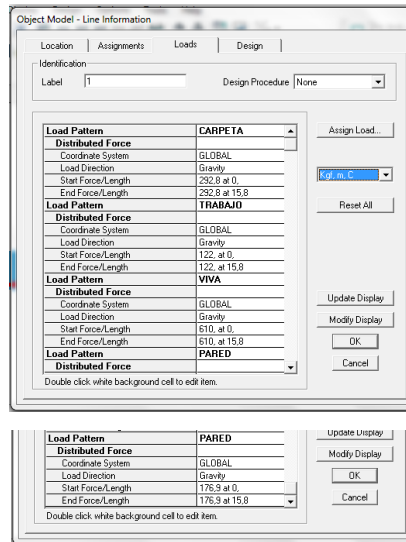 Object Model - Line Information
Location Assignments Loads Design
Identification
Label 1 Design Procedure None
Load Pattern CARPETA
Distributed Force
Coordinate System GLOBAL
Load Direction Gravity
Start Force/Length 292,8 at 0,
End Force/Length 292,8 at 15,8
Load Pattern TRABAJO
Distributed Force
Coordinate System GLOBAL
Load Direction Gravity
Start Force/Length 122, at 0,
End Force/Length 122, at 15,8
Load Pattern VIVA
Distributed Force
Coordinate System GLOBAL
Load Direction Gravity
Start Force/Length 610, at 0,
End Force/Length 610, at 15,8
Load Pattern PARED
Distributed Force
Double click white background cell to edit item.
Assign Load...
Kgf, m, C
Reset All
Update Display
Modify Display
OK
Cancel
Load Pattern PARED
Distributed Force
Coordinate System GLOBAL
Load Direction Gravity
Start Force/Length 176,9 at 0,
End Force/Length 176,9 at 15,8
Double click white background cell to edit item.
Update Display
Modify Display
OK
Cancel